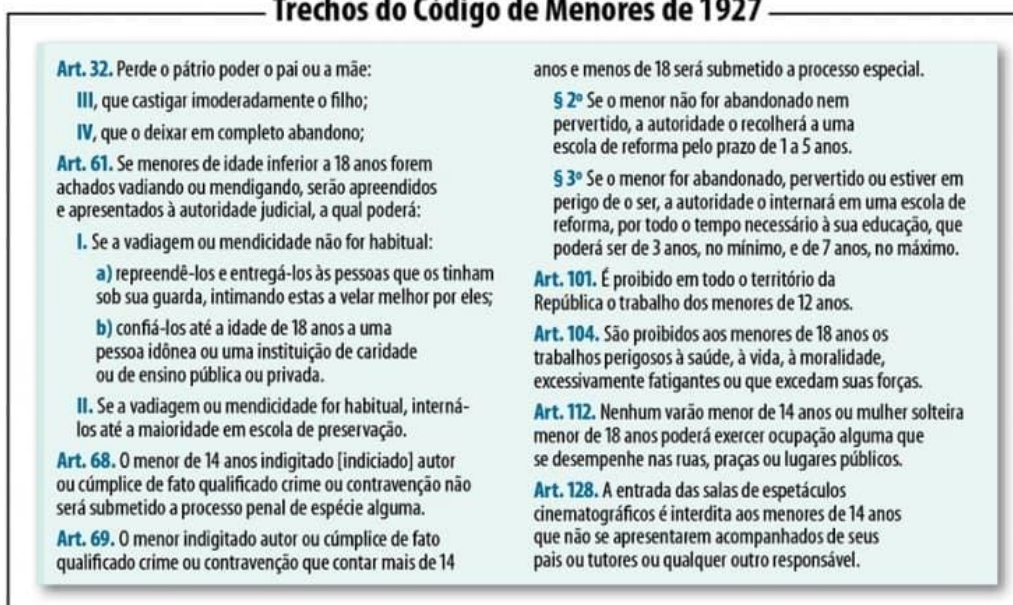 Trechos do Código de Menores de 1927
Art. 32. Perde o pátrio poder o pai ou a mãe:
III, que castigar imoderadamente o filho;
IV, que o deixar em completo abandono;
Art. 61. Se menores de idade inferior a 18 anos forem
achados vadiando ou mendigando, serão apreendidos
e apresentados à autoridade judicial, a qual poderá:
I. Se a vadiagem ou mendicidade não for habitual:
a) repreendê-los e entregá-los às pessoas que os tinham
sob sua guarda, intimando estas a velar melhor por eles;
b) confiá-los até a idade de 18 anos a uma
pessoa idônea ou uma instituição de caridade
ou de ensino pública ou privada.
II. Se a vadiagem ou mendicidade for habitual, interná-
los até a maioridade em escola de preservação.
Art. 68. O menor de 14 anos indigitado [indiciado] autor
ou cúmplice de fato qualificado crime ou contravenção não
será submetido a processo penal de espécie alguma.
Art. 69. O menor indigitado autor ou cúmplice de fato
qualificado crime ou contravenção que contar mais de 14
anos e menos de 18 será submetido a processo especial.
§ 2º Se o menor não for abandonado nem
pervertido, a autoridade o recolherá a uma
escola de reforma pelo prazo de 1 a 5 anos.
§ 3º Se o menor for abandonado, pervertido ou estiver em
perigo de o ser, a autoridade o internará em uma escola de
reforma, por todo o tempo necessário à sua educação, que
poderá ser de 3 anos, no mínimo, e de 7 anos, no máximo.
Art. 101. É proibido em todo o território da
República o trabalho dos menores de 12 anos.
Art. 104. São proibidos aos menores de 18 anos os
trabalhos perigosos à saúde, à vida, à moralidade,
excessivamente fatigantes ou que excedam suas forças.
Art. 112. Nenhum varão menor de 14 anos ou mulher solteira
menor de 18 anos poderá exercer ocupação alguma que
se desempenhe nas ruas, praças ou lugares públicos.
Art. 128. A entrada das salas de espetáculos
cinematográficos é interdita aos menores de 14 anos
que não se apresentarem acompanhados de seus
pais ou tutores ou qualquer outro responsável.